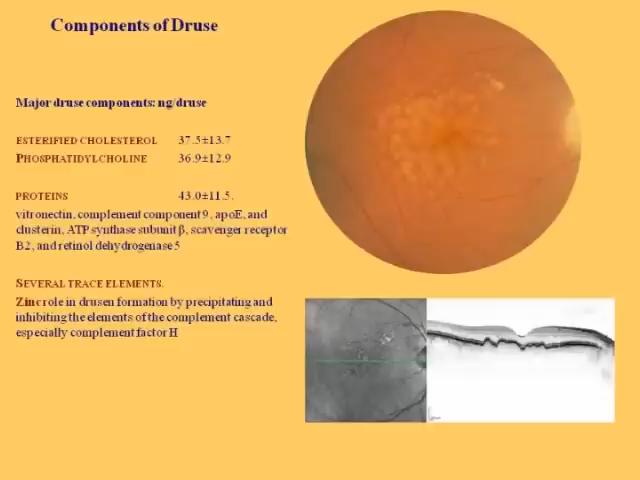 Components of Druse
Major druse components: ng/druse
ESTERIFIED CHOLESTEROL 37.5±13.7
PHOSPHATIDYLCHOLINE 36.9±12.9
PROTEINS 43.0±11.5.
vitronectin, complement component 9, apoE, and
clusterin, ATP synthase subunit β, scavenger receptor
B2, and retinol dehydrogenase 5
SEVERAL TRACE ELEMENTS.
Zinc role in drusen formation by precipitating and
inhibiting the elements of the complement cascade,
especially complement factor H